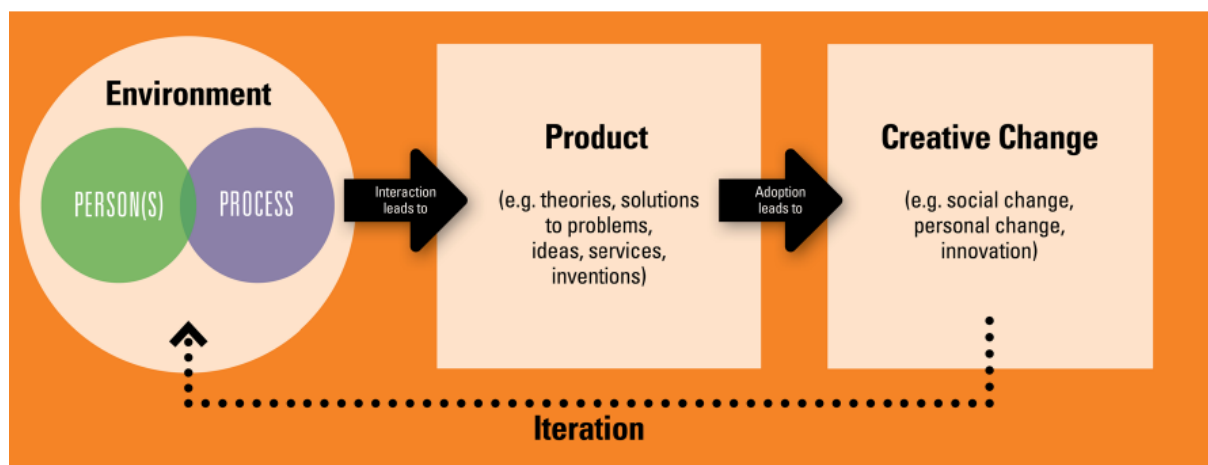 Environment
PERSON(S)
PROCESS
Interaction
leads to
Product
(e.g. theories, solutions
to problems,
ideas, services,
inventions)
Adoption
leads to
Creative Change
(e.g. social change,
personal change,
innovation)
Iteration